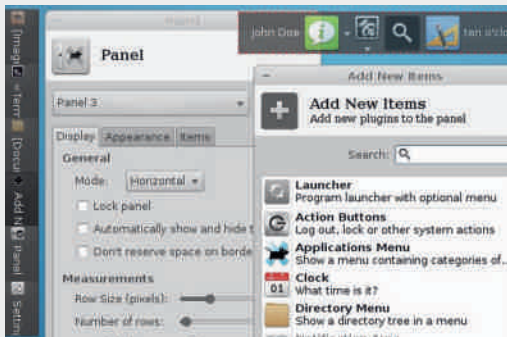 Panel
John Doe
Panel
Panel 3
Display Appearance Items
General
Mode: Horizontal
Lock panel
Automatically show and hide t
Don't reserve space on borde
Measurements
Row Size (pixels):
Number of rows:
Add New Items
Add New Items
Add new plugins to the panel
Search:
Launcher
Program launcher with optional menu
Action Buttons
Log out, lock or other system actions
Applications Menu
Show a menu containing categories of..
01
Clock
What time is it?
Directory Menu
Show a directory tree in a menu
[Imagi
Term
[Docu
Add N
Panel
Settin